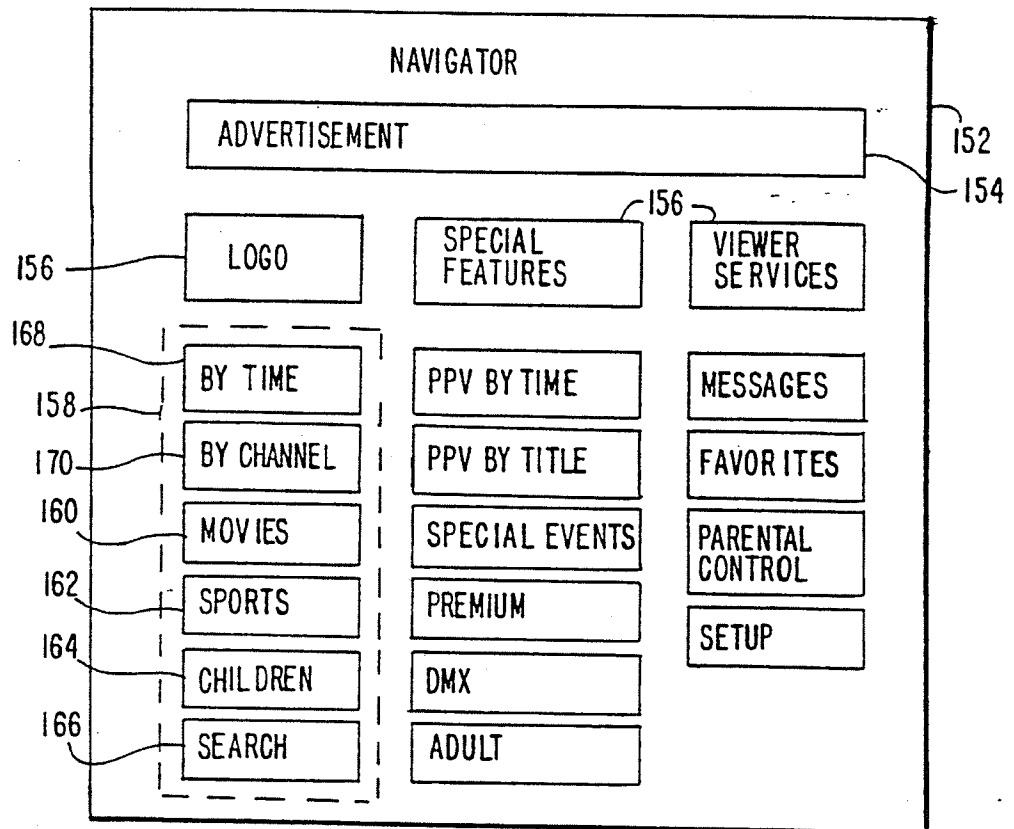 NAVIGATOR
ADVERTISEMENT
152
154
156
156
LOGO
SPECIAL
FEATURES
VIEWER
SERVICES
168
BY TIME
PPV BY TIME
MESSAGES
158
170
BY CHANNEL
PPV BY TITLE
FAVORITES
160
MOVIES
SPECIAL EVENTS
PARENTAL
CONTROL
162
SPORTS
PREMIUM
SETUP
164
CHILDREN
DMX
166
SEARCH
ADULT